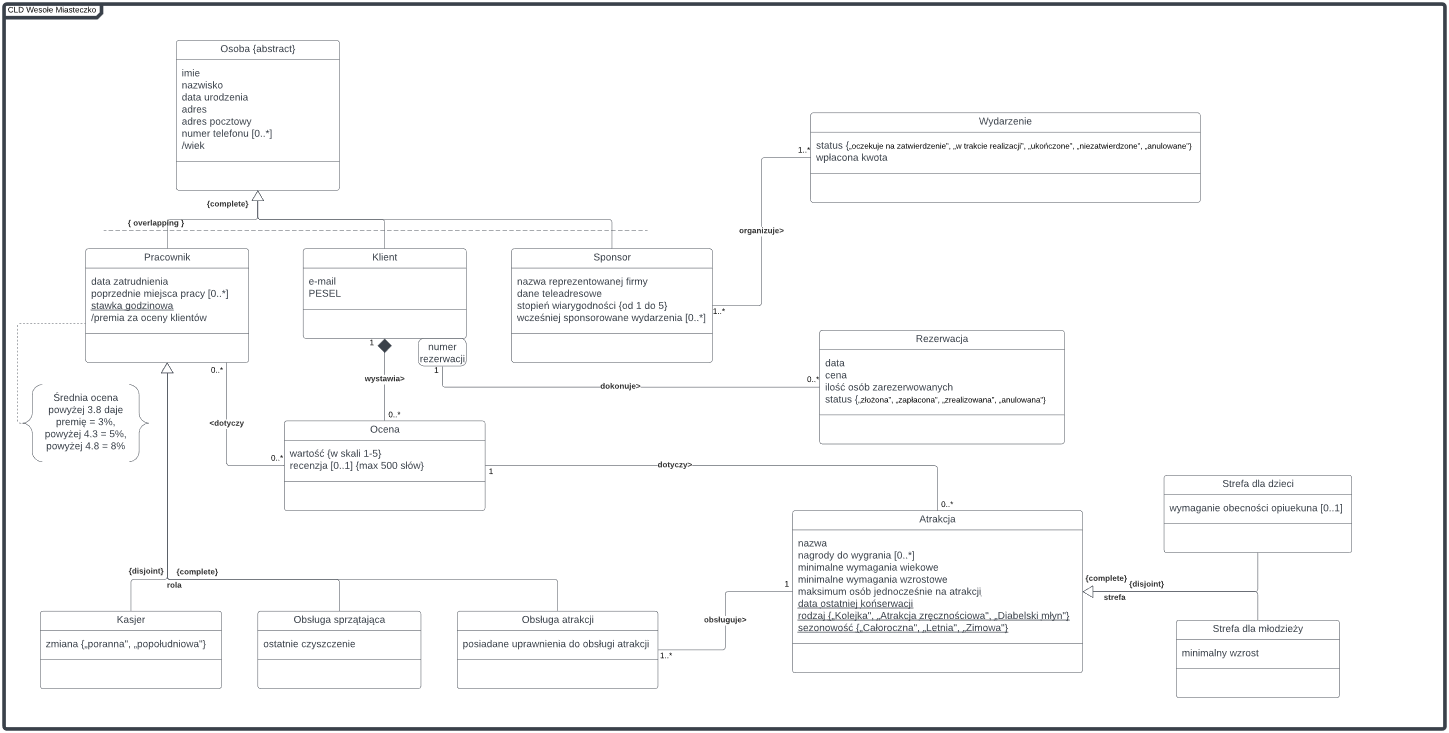 CLD Wesołe Miasteczko
Osoba {abstract}
imie
nazwisko
data urodzenia
adres
adres pocztowy
numer telefonu [0..*]
/wiek
{complete}
{ overlapping }
Pracownik
data zatrudnienia
poprzednie miejsca pracy [0..*]
stawka godzinowa
/premia za oceny klientów
Klient
e-mail
PESEL
numer
rezerwacji
Sponsor
nazwa reprezentowanej firmy
dane teleadresowe
stopień wiarygodności {od 1 do 5}
wcześniej sponsorowane wydarzenia [0..*]
1..*
organizuje>
1..*
Wydarzenie
status {„oczekuje na zatwierdzenie”, „w trakcie realizacji”, „ukończone”, „niezatwierdzone”, „anulowane”}
wpłacona kwota
1
wystawia>
0..*
1
dokonuje>
0..*
Rezerwacja
data
cena
ilość osób zarezerwowanych
status {„złożona”, „zapłacona”, „zrealizowana”, „anulowana”}
Średnia ocena
powyżej 3.8 daje
premię = 3%,
powyżej 4.3 = 5%,
powyżej 4.8 = 8%
0..*
<dotyczy
0..*
Ocena
wartość {w skali 1-5}
recenzja [0..1] {max 500 słów}
1
dotyczy>
0..*
Atrakcja
nazwa
nagrody do wygrania [0..*]
minimalne wymagania wiekowe
minimalne wymagania wzrostowe
maksimum osób jednocześnie na atrakcji
data ostatniej końserwacji
rodzaj {„Kolejka”, „Atrakcja zręcznościowa”, „Diabelski młyn”}
sezonowość {„Całoroczna”, „Letnia”, „Zimowa”}
{complete}
{disjoint}
strefa
Strefa dla dzieci
wymaganie obecności opiuekuna [0..1]
Strefa dla młodzieży
minimalny wzrost
{disjoint}
{complete}
rola
Kasjer
zmiana {„poranna”, „popołudniowa”}
Obsługa sprzątająca
ostatnie czyszczenie
Obsługa atrakcji
posiadane uprawnienia do obsługi atrakcji
1..*
obsługuje>
1